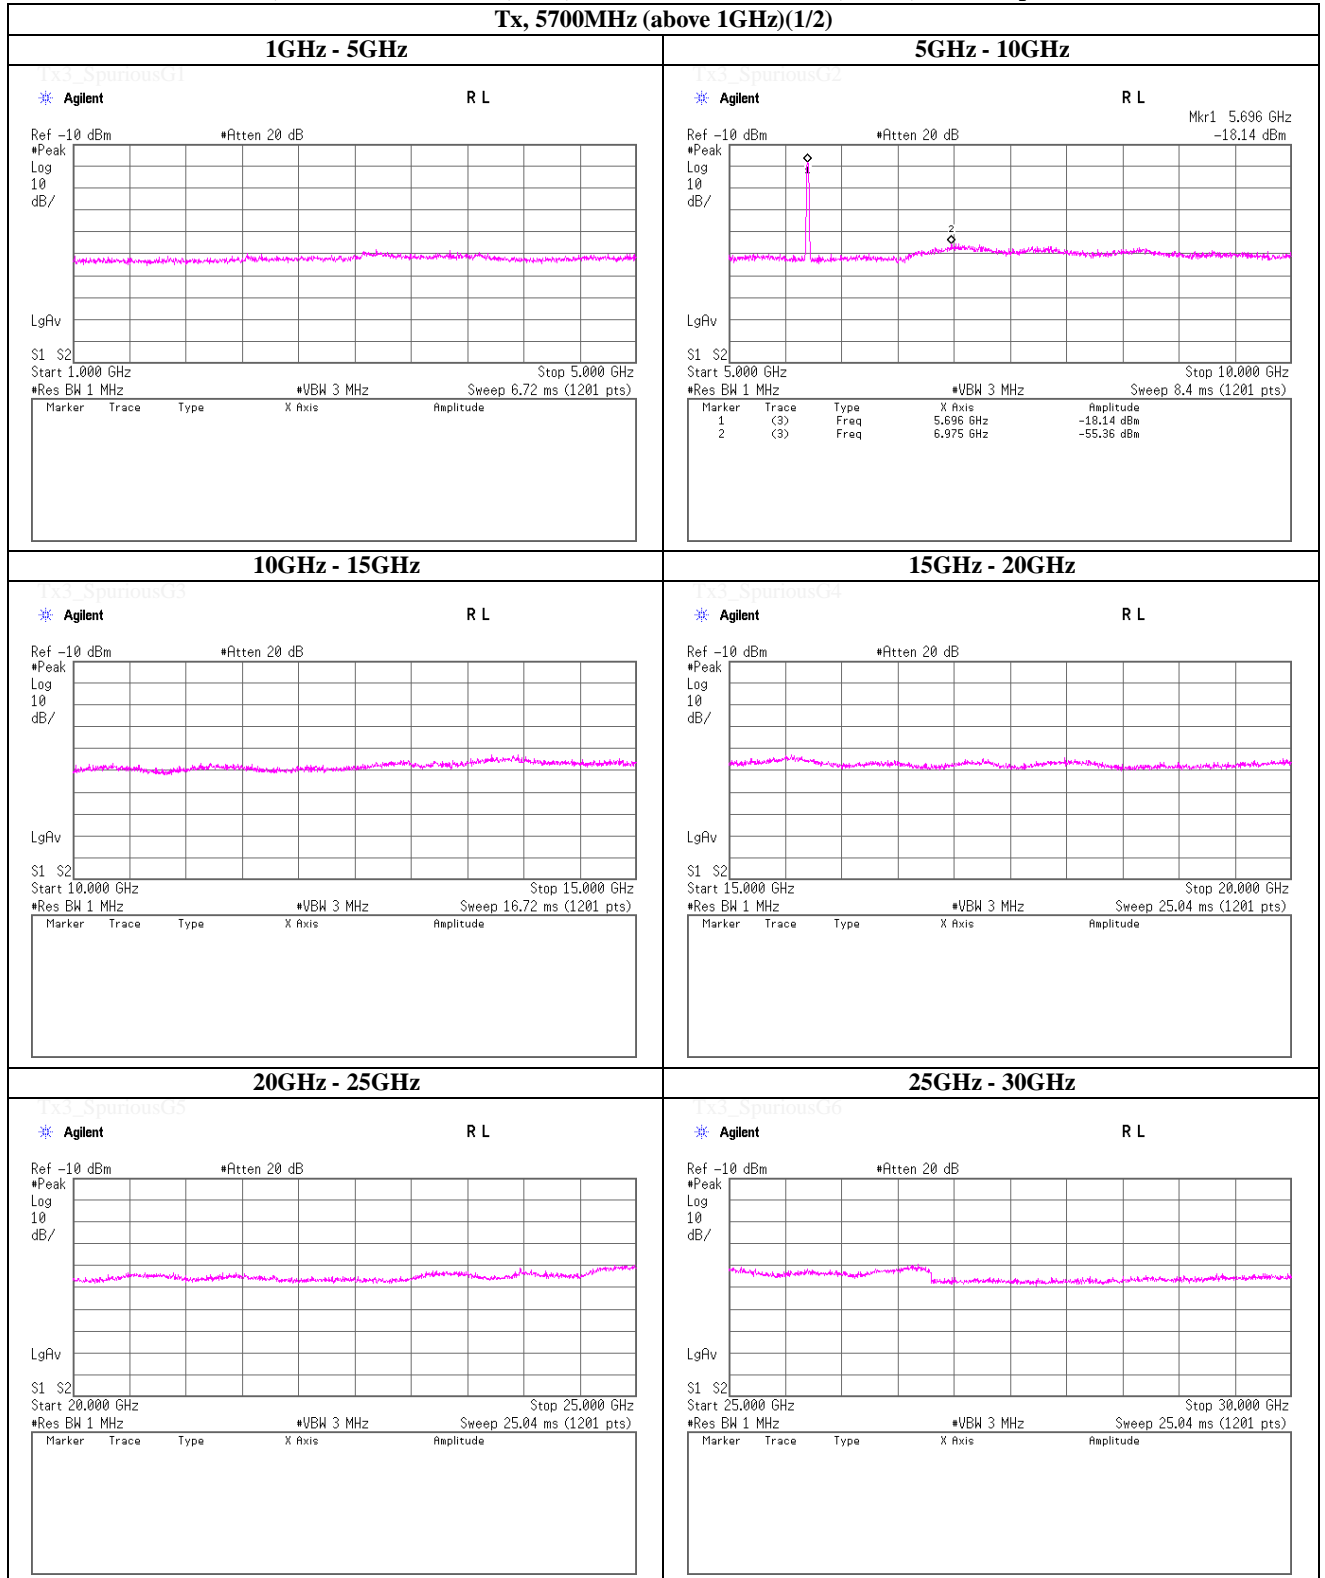 Tx, 5700MHz (above 1GHz)(1/2)
1GHz - 5GHz
Tx3_SpuriousG1
Agilent R L
Ref -10 dBm #Atten 20 dB
#Peak
Log
10
dB/
LgAv
S1 S2
Start 1.000 GHz Stop 5.000 GHz
#Res BW 1 MHz #VBW 3 MHz Sweep 6.72 ms (1201 pts)
Marker Trace Type X Axis Amplitude
5GHz - 10GHz
Tx3_SpuriousG2
Agilent R L
Mkr1 5.696 GHz
Ref -10 dBm #Atten 20 dB -18.14 dBm
#Peak
Log
10
dB/
1
2
LgAv
S1 S2
Start 5.000 GHz Stop 10.000 GHz
#Res BW 1 MHz #VBW 3 MHz Sweep 8.4 ms (1201 pts)
Marker Trace Type X Axis Amplitude
1 (3) Freq 5.696 GHz -18.14 dBm
2 (3) Freq 6.975 GHz -55.36 dBm
10GHz - 15GHz
Tx3_SpuriousG3
Agilent R L
Ref -10 dBm #Atten 20 dB
#Peak
Log
10
dB/
LgAv
S1 S2
Start 10.000 GHz Stop 15.000 GHz
#Res BW 1 MHz #VBW 3 MHz Sweep 16.72 ms (1201 pts)
Marker Trace Type X Axis Amplitude
15GHz - 20GHz
Tx3_SpuriousG4
Agilent R L
Ref -10 dBm #Atten 20 dB
#Peak
Log
10
dB/
LgAv
S1 S2
Start 15.000 GHz Stop 20.000 GHz
#Res BW 1 MHz #VBW 3 MHz Sweep 25.04 ms (1201 pts)
Marker Trace Type X Axis Amplitude
20GHz - 25GHz
Tx3_SpuriousG5
Agilent R L
Ref -10 dBm #Atten 20 dB
#Peak
Log
10
dB/
LgAv
S1 S2
Start 20.000 GHz Stop 25.000 GHz
#Res BW 1 MHz #VBW 3 MHz Sweep 25.04 ms (1201 pts)
Marker Trace Type X Axis Amplitude
25GHz - 30GHz
Tx3_SpuriousG6
Agilent R L
Ref -10 dBm #Atten 20 dB
#Peak
Log
10
dB/
LgAv
S1 S2
Start 25.000 GHz Stop 30.000 GHz
#Res BW 1 MHz #VBW 3 MHz Sweep 25.04 ms (1201 pts)
Marker Trace Type X Axis Amplitude